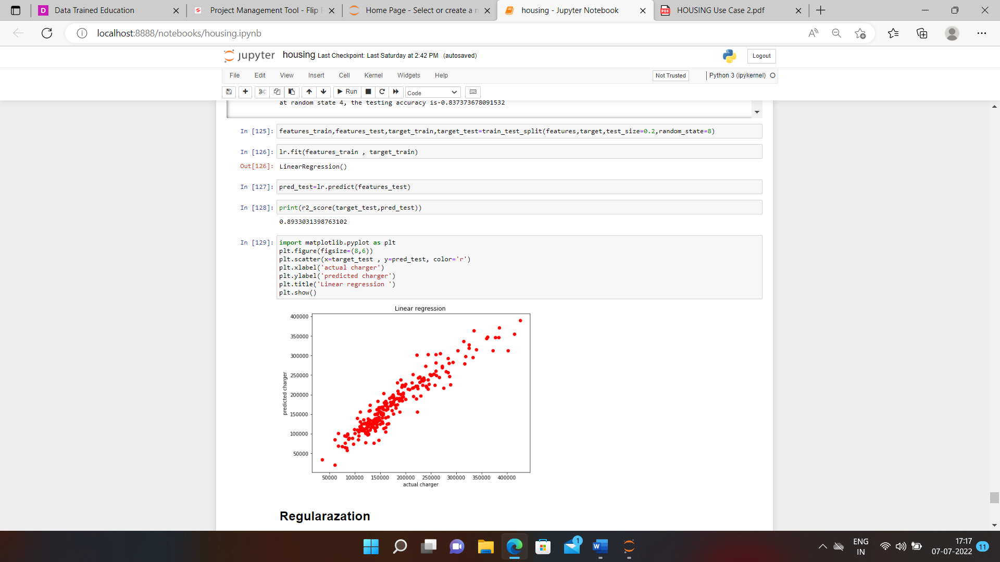 Data Trained Education
Project Management Tool - Flip
Home Page - Select or create a n
housing - Jupyter Notebook
HOUSING Use Case 2.pdf
localhost:8888/notebooks/housing.ipynb
jupyter housing Last Checkpoint: Last Saturday at 2:42 PM (autosaved)
Logout
File Edit View Insert Cell Kernel Widgets Help
Not Trusted
Python 3 (ipykernel)
Run
Code
at random state 4, the testing accuracy is-0.837373678091532
In [125]: features_train,features_test,target_train,target_test=train_test_split(features,target,test_size=0.2,random_state=8)
In [126]: lr.fit(features_train , target_train)
Out[126]: LinearRegression()
In [127]: pred_test=lr.predict(features_test)
In [128]: print(r2_score(target_test,pred_test))
0.8933031398763102
In [129]: import matplotlib.pyplot as plt
plt.figure(figsize=(8,6))
plt.scatter(x=target_test , y=pred_test, color='r')
plt.xlabel('actual charger')
plt.ylabel('predicted charger')
plt.title('Linear regression ')
plt.show()
Linear regression
400000
350000
300000
250000
200000
150000
100000
50000
predicted charger
50000 100000 150000 200000 250000 300000 350000 400000
actual charger
Regularazation
1
ENG
IN
17:17
07-07-2022
11